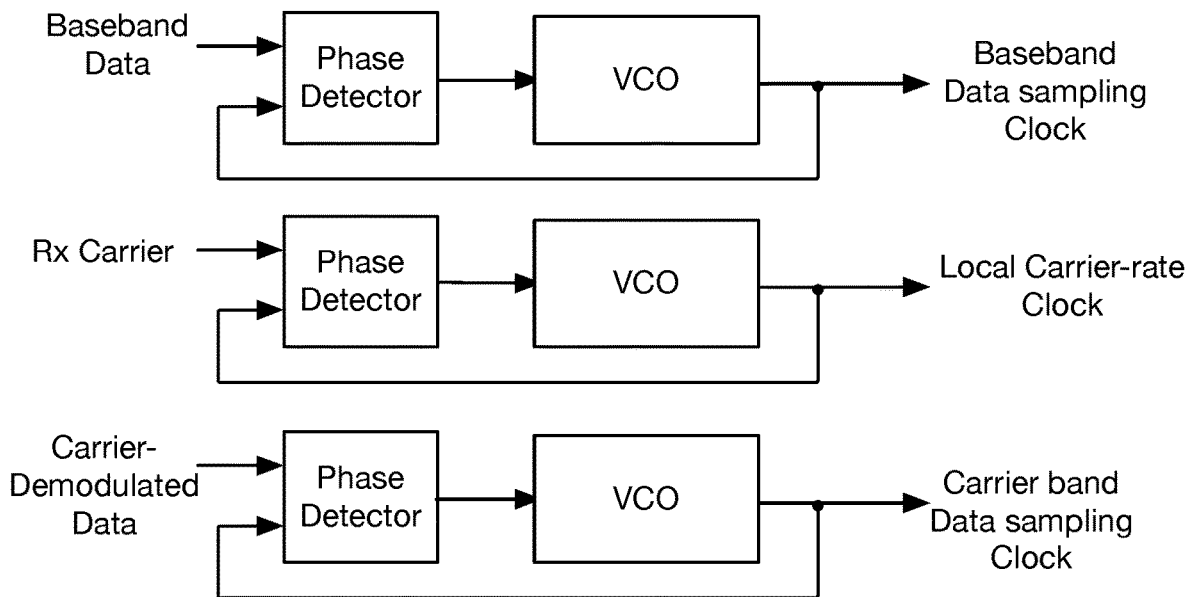 Baseband
Data
Phase
Detector
VCO
Baseband
Data sampling
Clock
Rx Carrier
Phase
Detector
VCO
Local Carrier-rate
Clock
Carrier-
Demodulated
Data
Phase
Detector
VCO
Carrier band
Data sampling
Clock